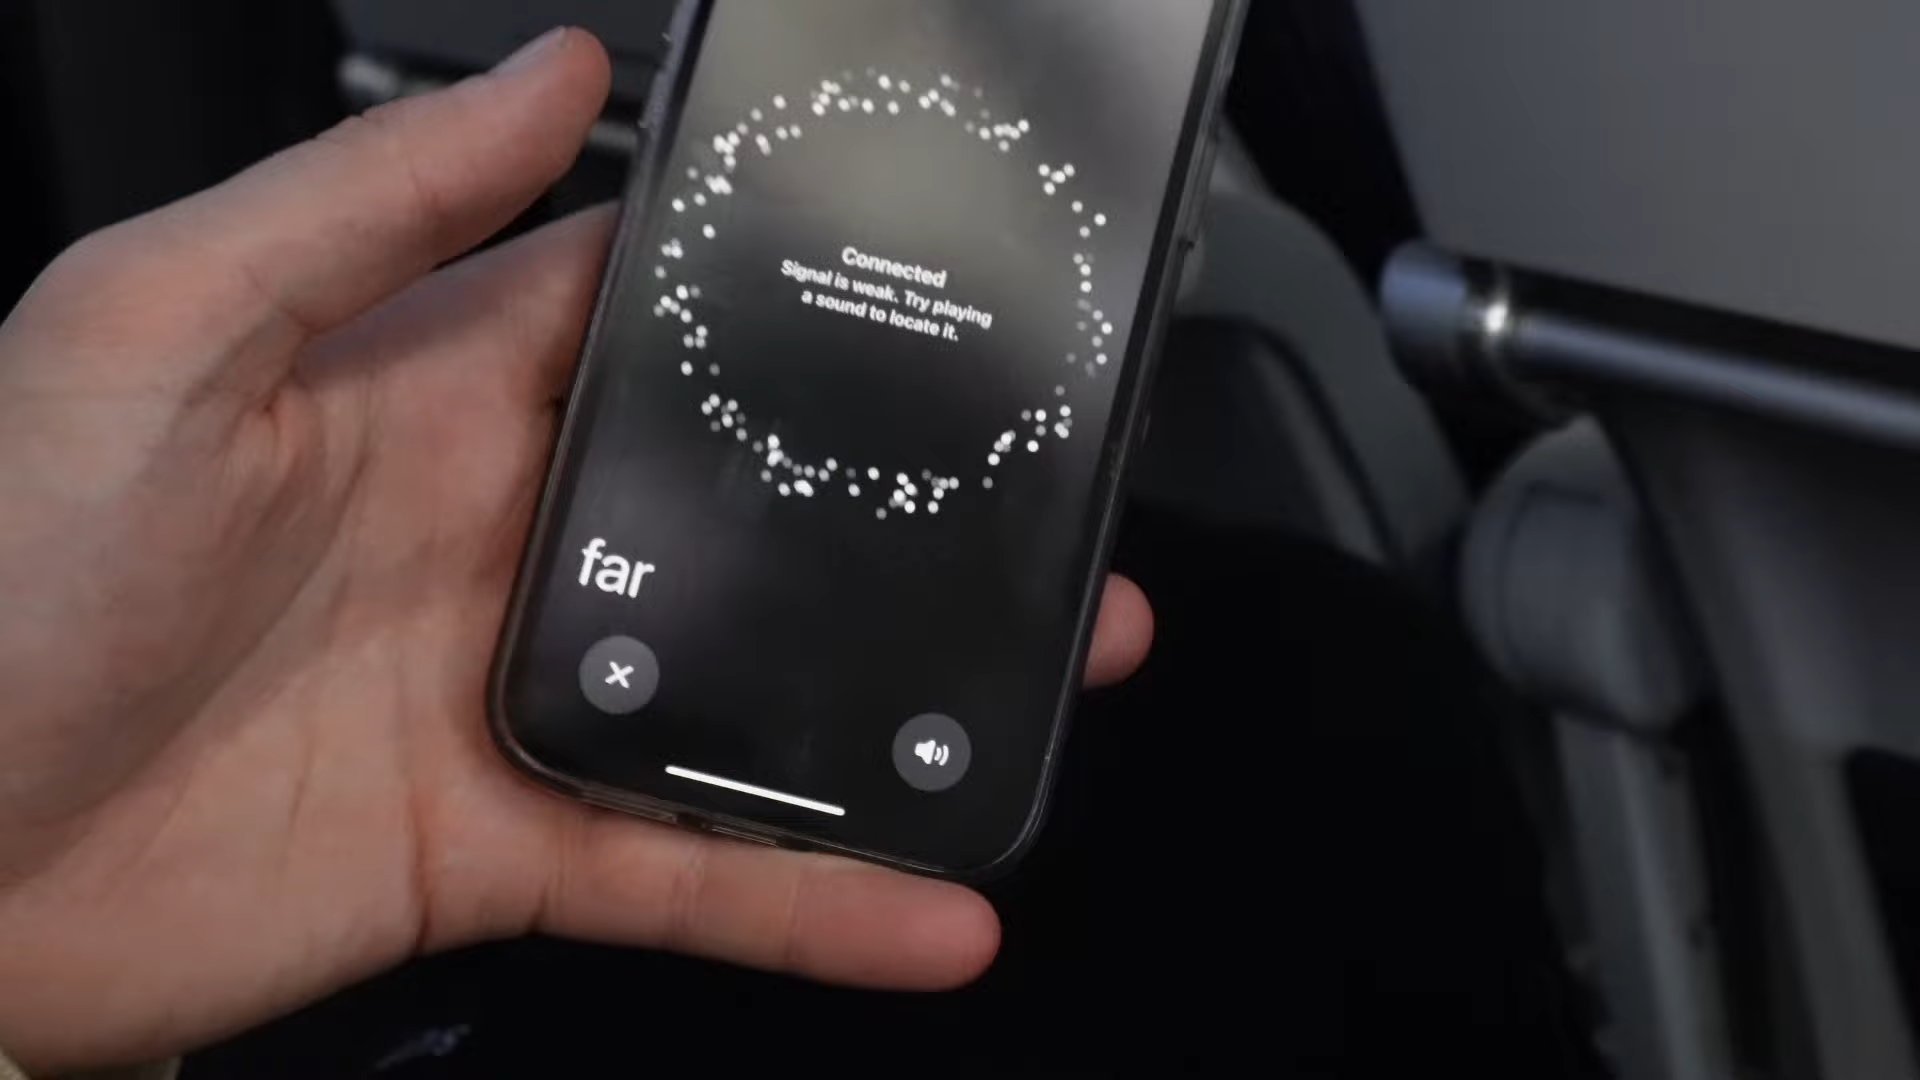 Connected
Signal is weak. Try playing
a sound to locate it.
far